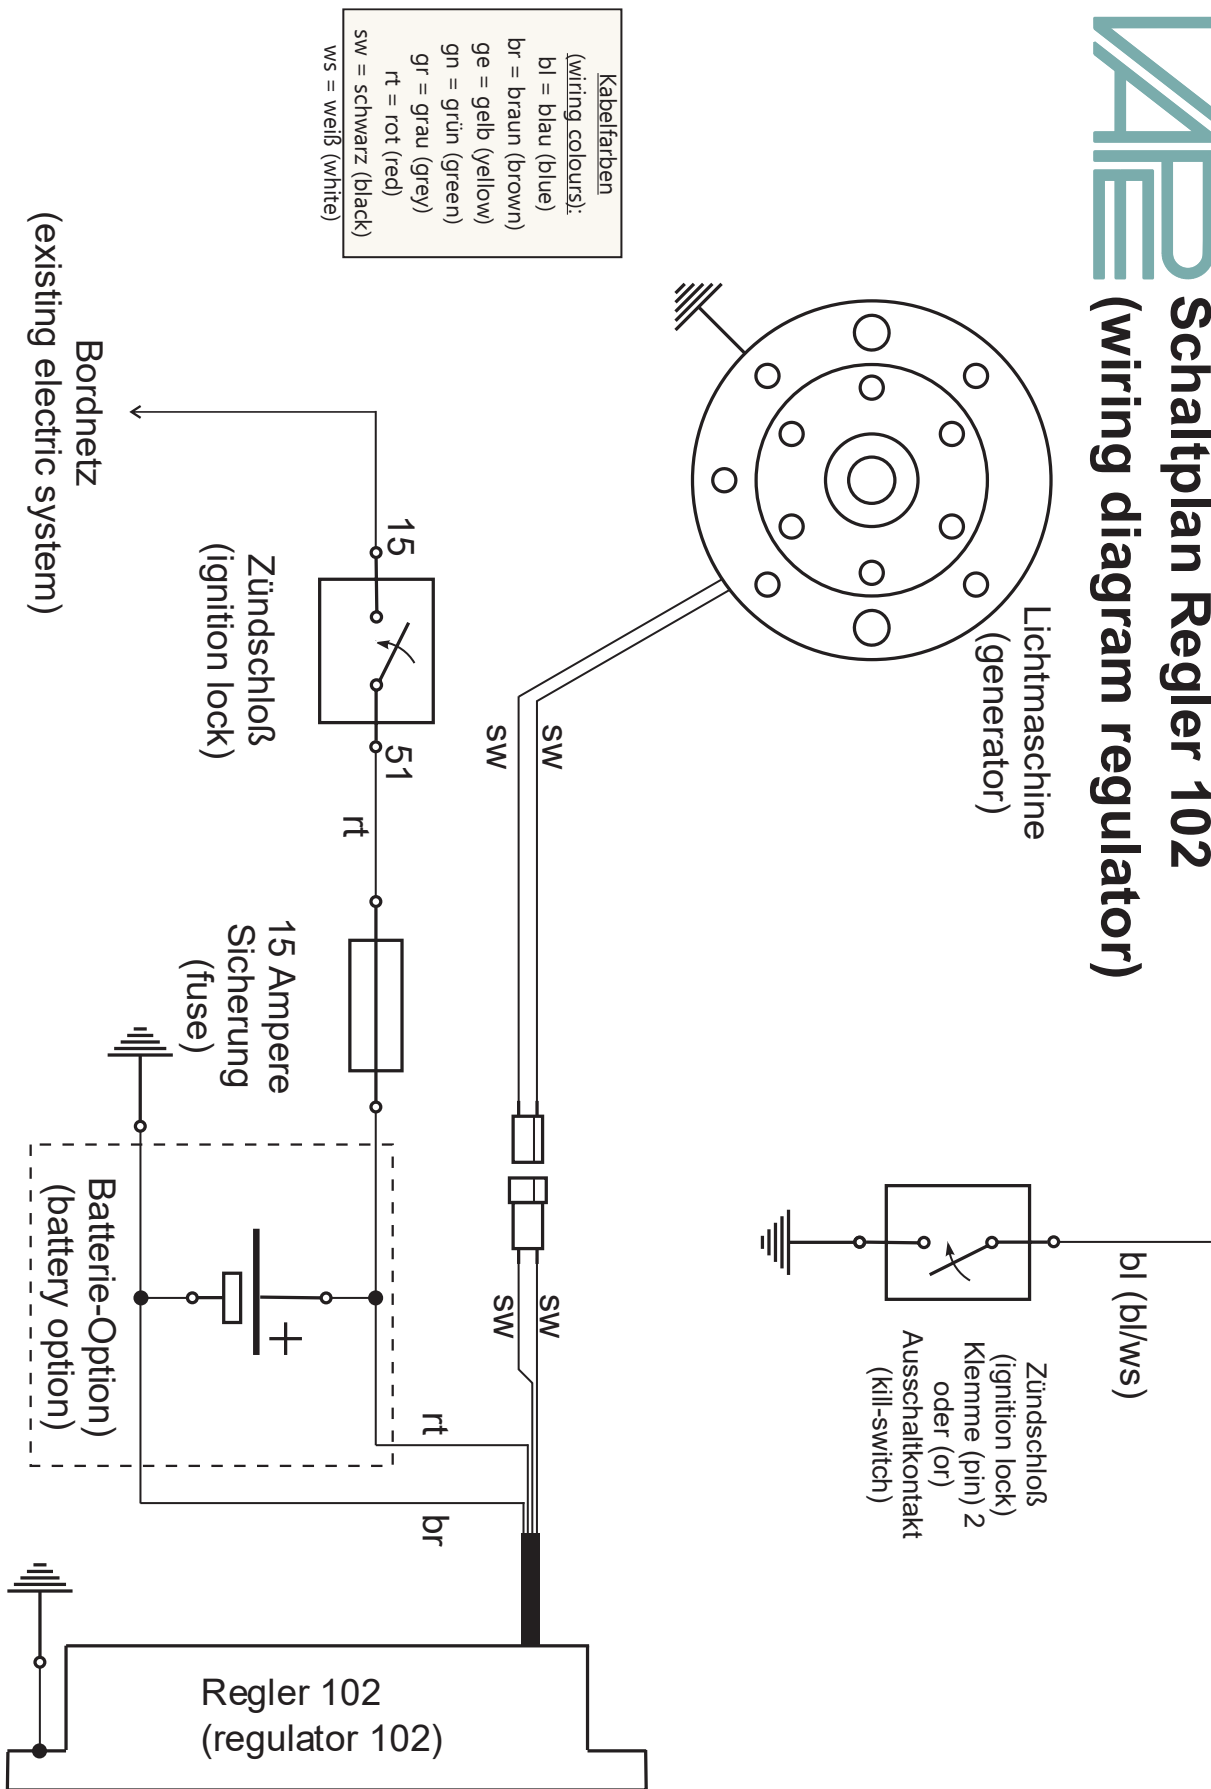 VAPE
Schaltplan Regler 102
(wiring diagram regulator)
Kabelfarben
(wiring colours):
bl = blau (blue)
br = braun (brown)
ge = gelb (yellow)
gn = grün (green)
gr = grau (grey)
rt = rot (red)
sw = schwarz (black)
ws = weiß (white)
Lichtmaschine
(generator)
sw
sw
sw
sw
bl (bl/ws)
Zündschloß
(ignition lock)
Klemme (pin) 2
oder (or)
Ausschaltkontakt
(kill-switch)
Bordnetz
(existing electric system)
15
51
Zündschloß
(ignition lock)
rt
15 Ampere
Sicherung
(fuse)
+
Batterie-Option)
(battery option)
rt
br
Regler 102
(regulator 102)